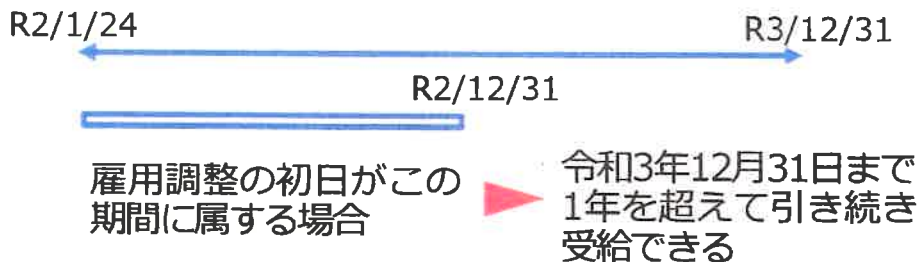 R2/1/24
R3/12/31
R2/12/31
雇用調整の初日がこの
期間に属する場合
令和3年12月31日まで
1年を超えて引き続き
受給できる